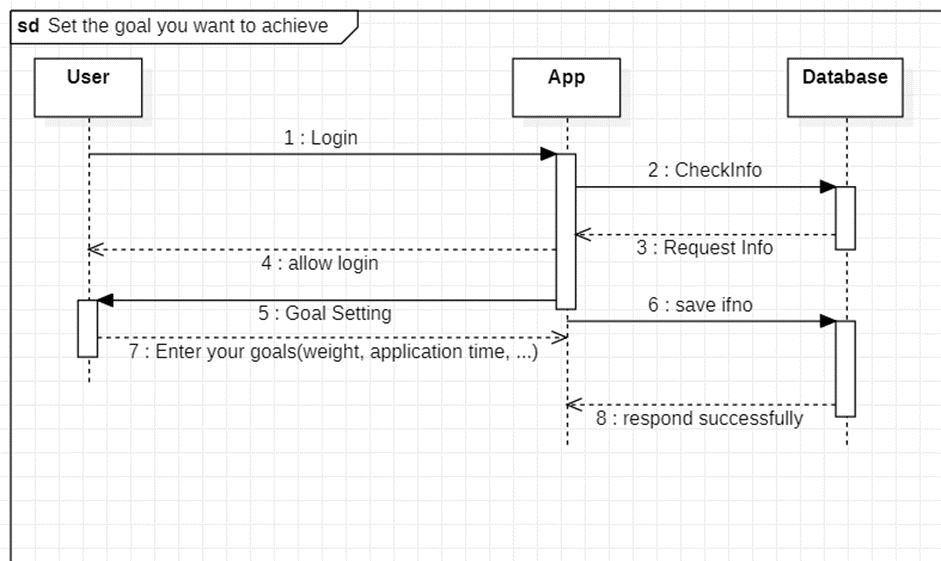 sd Set the goal you want to achieve
User
App
Database
1 : Login
2 : CheckInfo
3 : Request Info
4 : allow login
5 : Goal Setting
6 : save ifno
7 : Enter your goals(weight, application time, ...)
8 : respond successfully